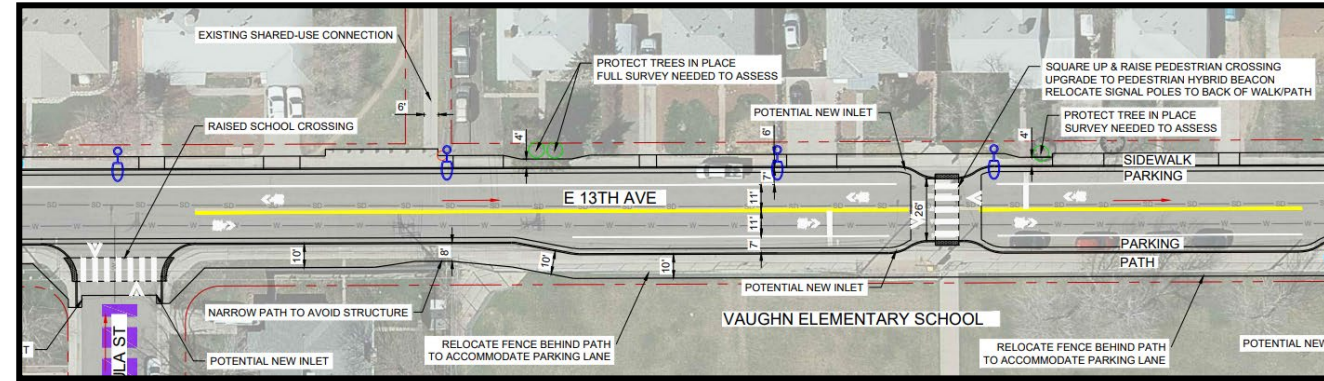 EXISTING SHARED-USE CONNECTION
PROTECT TREES IN PLACE
FULL SURVEY NEEDED TO ASSESS
SQUARE UP & RAISE PEDESTRIAN CROSSING
UPGRADE TO PEDESTRIAN HYBRID BEACON
RELOCATE SIGNAL POLES TO BACK OF WALK/PATH
6'
RAISED SCHOOL CROSSING
POTENTIAL NEW INLET
PROTECT TREE IN PLACE
SURVEY NEEDED TO ASSESS
4'
6'
4'
SIDEWALK
PARKING
7'
E 13TH AVE
11'
26'
11'
7'
PARKING
PATH
10'
8'
10'
10'
POTENTIAL NEW INLET
NARROW PATH TO AVOID STRUCTURE
VAUGHN ELEMENTARY SCHOOL
RELOCATE FENCE BEHIND PATH
TO ACCOMMODATE PARKING LANE
RELOCATE FENCE BEHIND PATH
TO ACCOMMODATE PARKING LANE
POTENTIAL NEW
T
ULA ST
POTENTIAL NEW INLET